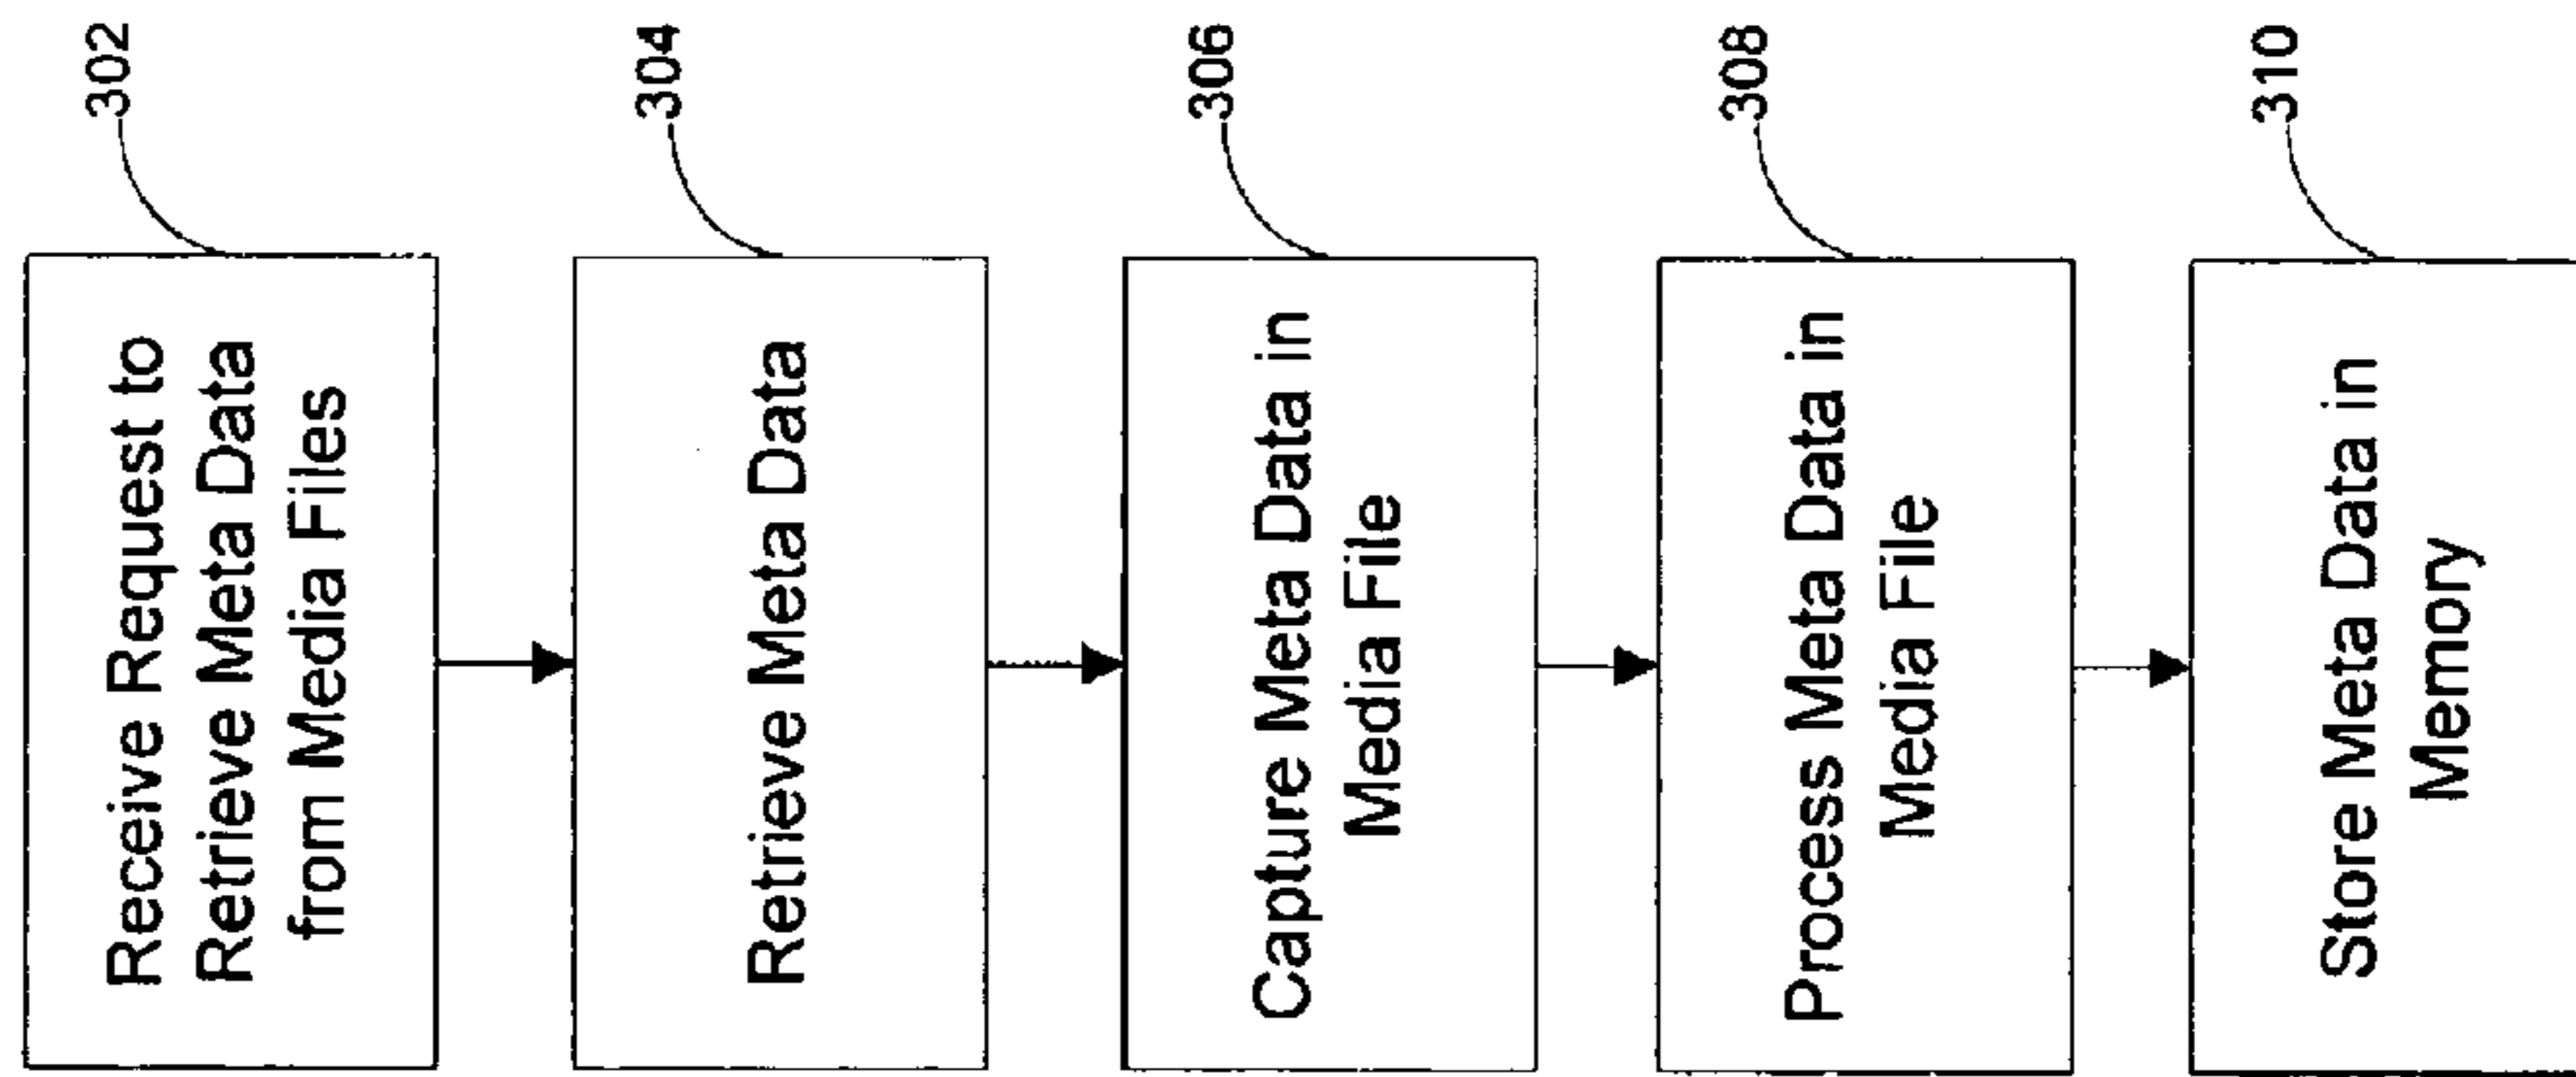 302
Receive Request to
Retrieve Meta Data
from Media Files
304
Retrieve Meta Data
306
Capture Meta Data in
Media File
308
Process Meta Data in
Media File
310
Store Meta Data in
Memory